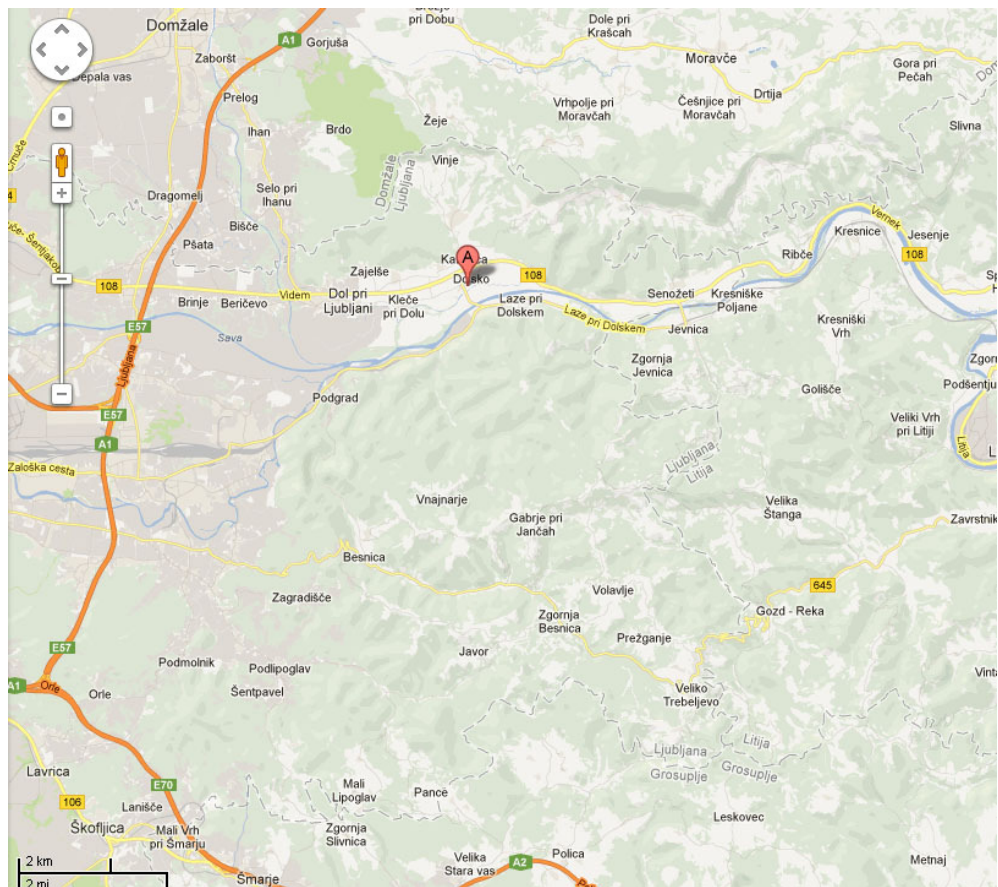 Domžale
pri Dobu
Dole pri
Krašcah
A1
Gorjuša
Zaboršt
Moravče
Gora pri
Pečah
Depala vas
Prelog
Drtija
Vrhpolje pri
Moravčah
Češnjice pri
Moravčah
Žeje
Ihan
Brdo
Slivna
Vinje
Domžale
Ljubljana
Dragomelj
Selo pri
Ihanu
Bišče
Vernek
Kresnice
Jesenje
Pšata
A
108
Ribče
Zajelše
Dolsko
108
108
Videm
Dol pri
Ljubljani
Kleče
pri Dolu
Laze pri
Dolskem
Senožeti
Kresniške
Poljane
Brinje
Beričevo
E57
Sava
Laze pri Dolskem
Jevnica
Kresniški
Vrh
Ljubljana
Zgornja
Jevnica
Golišče
Podgrad
E57
Veliki Vrh
pri Litiji
A1
Litija
Zaloška cesta
Ljubljana
Litija
Vnajnarje
Velika
Štanga
Gabrje pri
Jančah
Zavrstnik
Besnica
645
Zagradišče
Volavlje
Gozd - Reka
Zgornja
Besnica
Prežganje
E57
Javor
Podmolnik
Podlipoglav
A1
Orle
Orle
Šentpavel
Veliko
Trebeljevo
Ljubljana
Litija
Grosuplje
Grosuplje
Lavrica
E70
Mali
Lipoglav
Pance
106
Lanišče
Leskovec
Škofljica
Mali Vrh
pri Šmarju
Zgornja
Slivnica
Velika
Stara vas
A2
Polica
Metnaj
2 km
Šmarje
2 mi